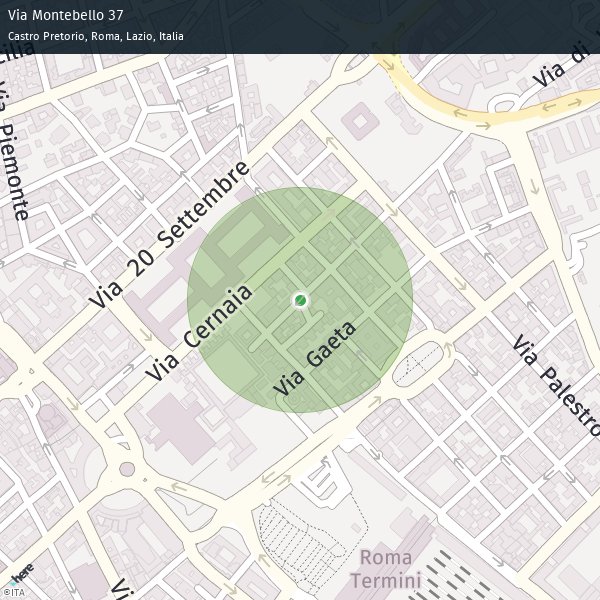 Via Montebello 37
Castro Pretorio, Roma, Lazio, Italia
Via di
Via Piemonte
Via 20 Settembre
Via Cernaia
Via Gaeta
Via Palestro
Roma
Termini
here
©ITA
Via